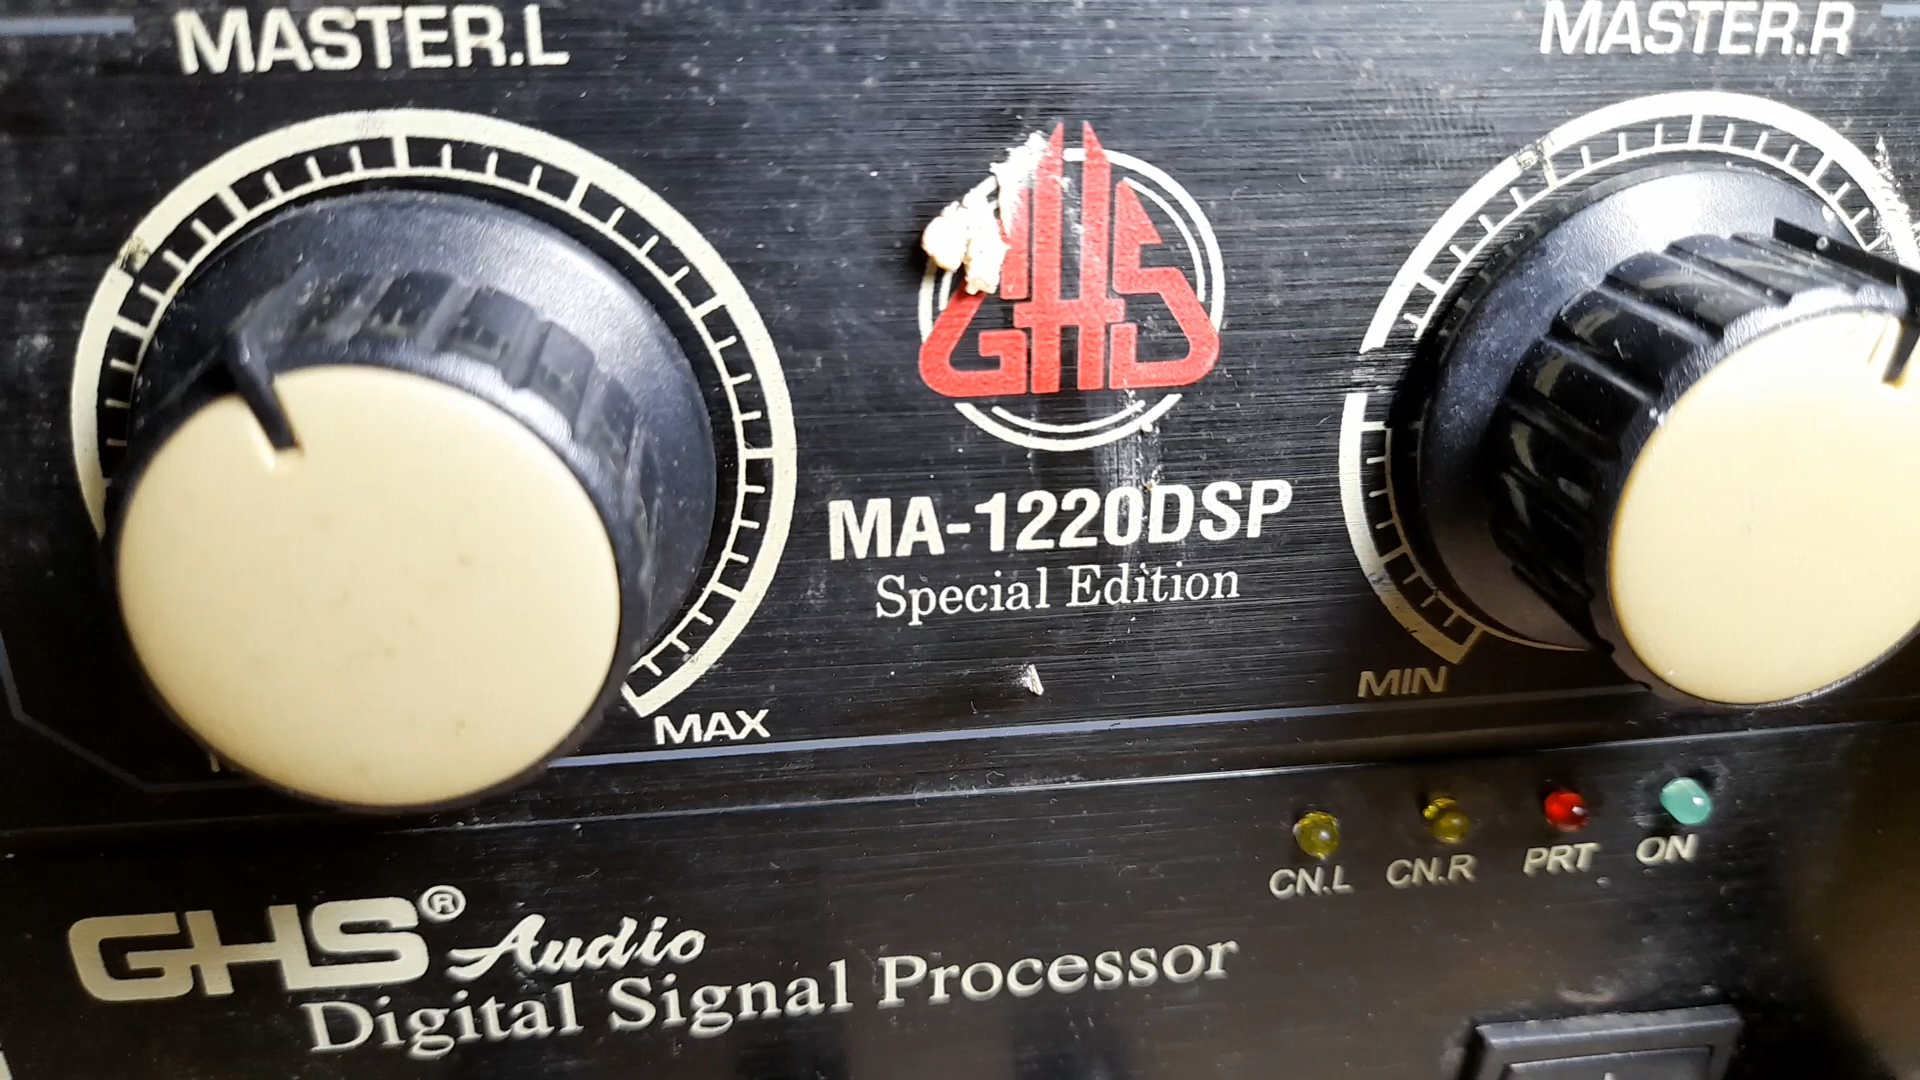 MASTER.L
MASTER.R
GHS
MA-1220DSP
Special Edition
MAX
MIN
CN.L
CN.R
PRT
ON
GHS® Audio
Digital Signal Processor